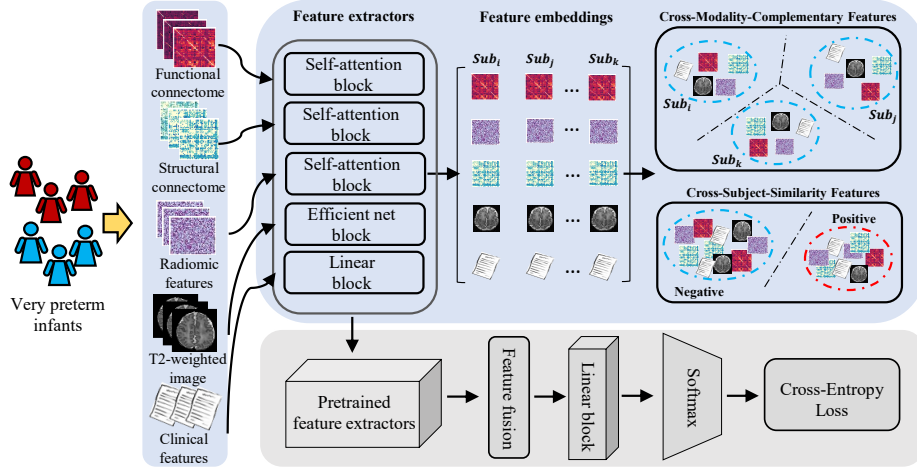 Very preterm
infants
Functional
connectome
Structural
connectome
Radiomic
features
T2-weighted
image
Clinical
features
Feature extractors
Self-attention
block
Self-attention
block
Self-attention
block
Efficient net
block
Linear
block
Feature embeddings
Sub_i Sub_j Sub_k
...
...
...
...
...
Cross-Modality-Complementary Features
Sub_i
Sub_j
Sub_k
Cross-Subject-Similarity Features
Positive
Negative
Pretrained
feature extractors
Feature fusion
Linear block
Softmax
Cross-Entropy
Loss